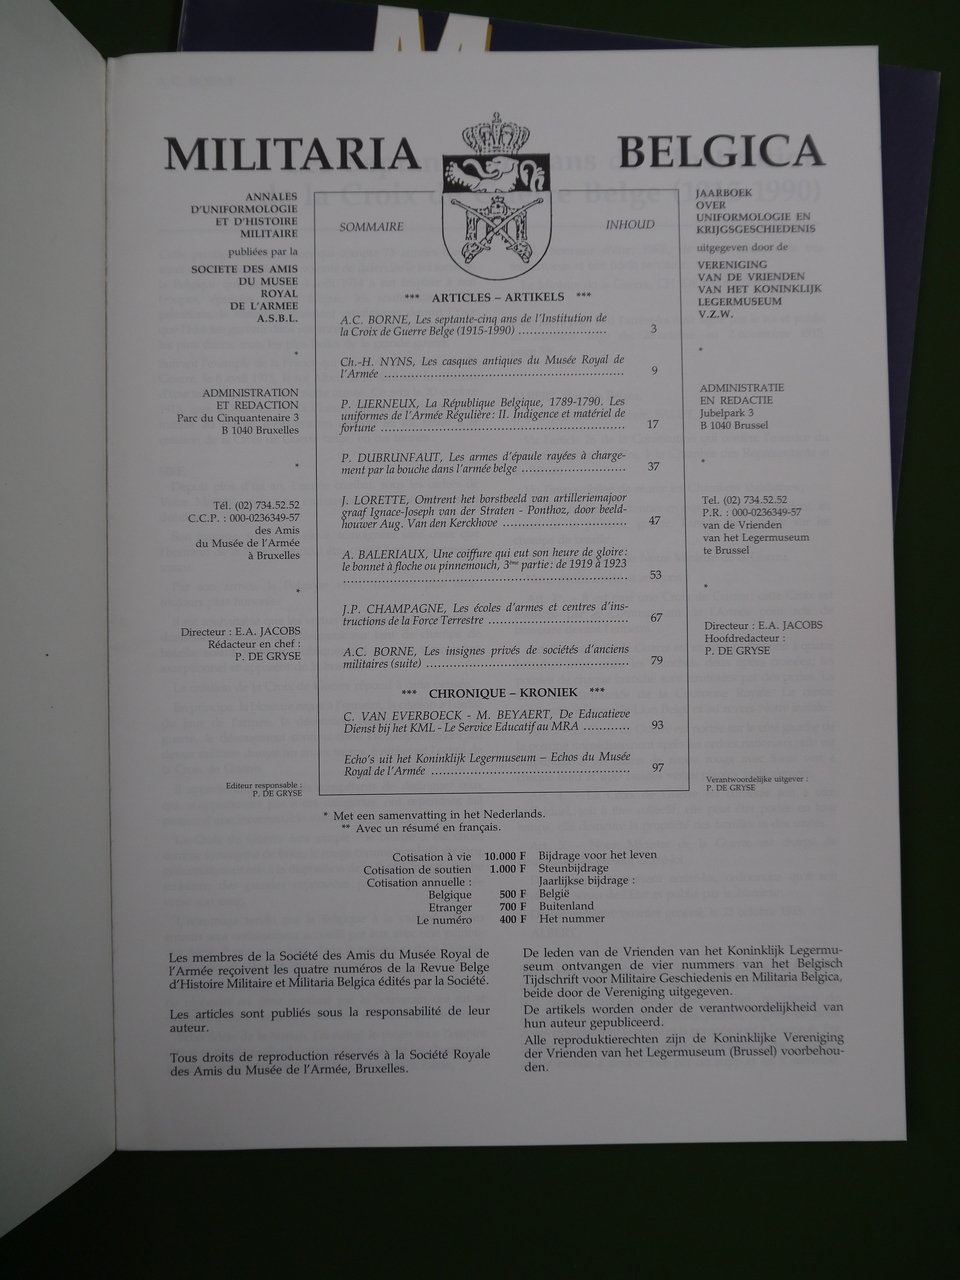 MILITARIA BELGICA
ANNALES
D'UNIFORMOLOGIE
ET D'HISTOIRE
MILITAIRE
publiées par la
SOCIETE DES AMIS
DU MUSEE
ROYAL
DE L'ARMEE
A.S.B.L.
*
ADMINISTRATION
ET REDACTION
Parc du Cinquantenaire 3
B 1040 Bruxelles
*
Tél. (02) 734.52.52
C.C.P. : 000-0236349-57
des Amis
du Musée de l'Armée
à Bruxelles
*
Directeur : E.A. JACOBS
Rédacteur en chef :
P. DE GRYSE
Editeur responsable :
P. DE GRYSE
SOMMAIRE INHOUD
*** ARTICLES – ARTIKELS ***
A.C. BORNE, Les septante-cinq ans de l'Institution de
la Croix de Guerre Belge (1915-1990) ........................ 3
Ch.-H. NYNS, Les casques antiques du Musée Royal de
l'Armée ................................................................ 9
P. LIERNEUX, La République Belgique, 1789-1790. Les
uniformes de l'Armée Régulière : II. Indigence et matériel de
fortune ................................................................ 17
P. DUBRUNFAUT, Les armes d'épaule rayées à charge-
ment par la bouche dans l'armée belge ............................ 37
J. LORETTE, Omtrent het borstbeeld van artilleriemajoor
graaf Ignace-Joseph van der Straten - Ponthoz, door beeld-
houwer Aug. Van den Kerckhove ................................. 47
A. BALERIAUX, Une coiffure qui eut son heure de gloire :
le bonnet à floche ou pinnemouch, 3ème partie : de 1919 à 1923
........................................................................ 53
J.P. CHAMPAGNE, Les écoles d'armes et centres d'ins-
tructions de la Force Terrestre ..................................... 67
A.C. BORNE, Les insignes privés de sociétés d'anciens
militaires (suite) ...................................................... 79
*** CHRONIQUE – KRONIEK ***
C. VAN EVERBOECK - M. BEYAERT, De Educatieve
Dienst bij het KML - Le Service Educatif au MRA ............ 93
Echo's uit het Koninklijk Legermuseum – Echos du Musée
Royal de l'Armée ..................................................... 97
JAARBOEK
OVER
UNIFORMOLOGIE EN
KRIJGSGESCHIEDENIS
uitgegeven door de
VERENIGING
VAN DE VRIENDEN
VAN HET KONINKLIJK
LEGERMUSEUM
V.Z.W.
*
ADMINISTRATIE
EN REDACTIE
Jubelpark 3
B 1040 Brussel
*
Tel. (02) 734.52.52
P.R. : 000-0236349-57
van de Vrienden
van het Legermuseum
te Brussel
*
Directeur : E.A. JACOBS
Hoofdredacteur :
P. DE GRYSE
Verantwoordelijke uitgever :
P. DE GRYSE
* Met een samenvatting in het Nederlands.
** Avec un résumé en français.
Cotisation à vie 10.000 F Bijdrage voor het leven
Cotisation de soutien 1.000 F Steunbijdrage
Cotisation annuelle : Jaarlijkse bijdrage :
Belgique 500 F België
Etranger 700 F Buitenland
Le numéro 400 F Het nummer
Les membres de la Société des Amis du Musée Royal de
l'Armée reçoivent les quatre numéros de la Revue Belge
d'Histoire Militaire et Militaria Belgica édités par la Société.
Les articles sont publiés sous la responsabilité de leur
auteur.
Tous droits de reproduction réservés à la Société Royale
des Amis du Musée de l'Armée, Bruxelles.
De leden van de Vrienden van het Koninklijk Legermu-
seum ontvangen de vier nummers van het Belgisch
Tijdschrift voor Militaire Geschiedenis en Militaria Belgica,
beide door de Vereniging uitgegeven.
De artikels worden onder de verantwoordelijkheid van
hun auteur gepubliceerd.
Alle reproduktierechten zijn de Koninklijke Vereniging
der Vrienden van het Legermuseum (Brussel) voorbehou-
den.